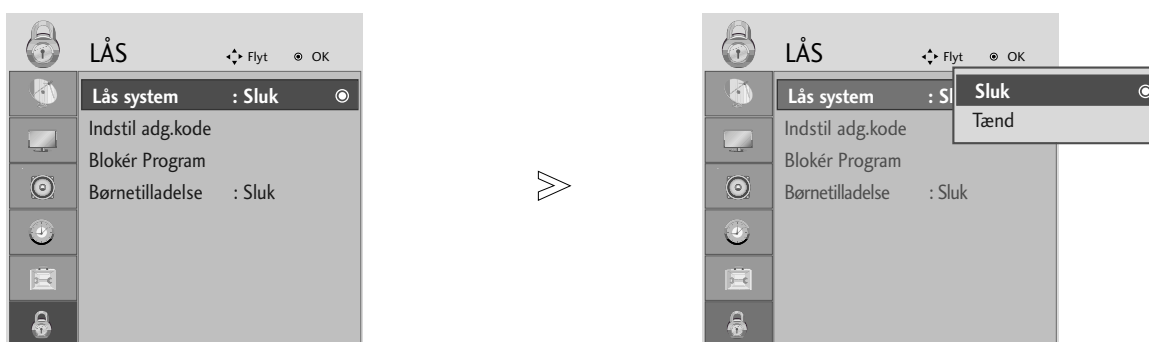 LÅS Flyt OK
Lås system : Sluk
Indstil adg.kode
Blokér Program
Børnetilladelse : Sluk
LÅS Flyt OK
Lås system : Sl
Sluk
Tænd
Indstil adg.kode
Blokér Program
Børnetilladelse : Sluk